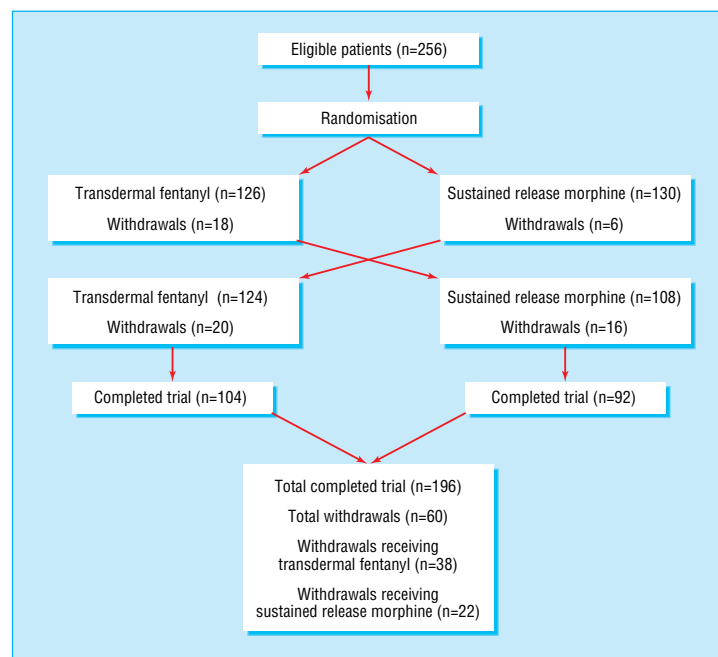 Eligible patients (n=256)
Randomisation
Transdermal fentanyl (n=126)
Withdrawals (n=18)
Sustained release morphine (n=130)
Withdrawals (n=6)
Transdermal fentanyl (n=124)
Withdrawals (n=20)
Sustained release morphine (n=108)
Withdrawals (n=16)
Completed trial (n=104)
Completed trial (n=92)
Total completed trial (n=196)
Total withdrawals (n=60)
Withdrawals receiving
transdermal fentanyl (n=38)
Withdrawals receiving
sustained release morphine (n=22)